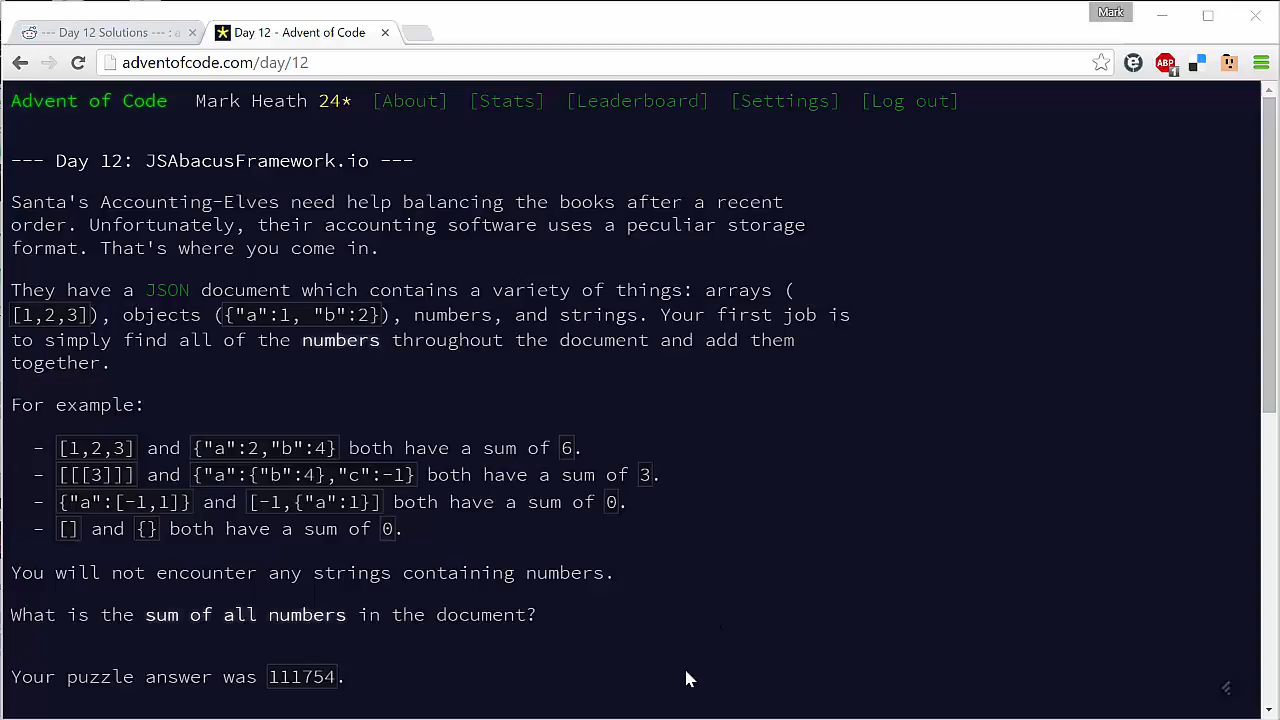 Mark
--- Day 12 Solutions --- : a
Day 12 - Advent of Code
adventofcode.com/day/12
ABP
1
Advent of Code Mark Heath 24* [About] [Stats] [Leaderboard] [Settings] [Log out]
--- Day 12: JSAbacusFramework.io ---
Santa's Accounting-Elves need help balancing the books after a recent
order. Unfortunately, their accounting software uses a peculiar storage
format. That's where you come in.
They have a JSON document which contains a variety of things: arrays (
[1,2,3]), objects ({"a":1, "b":2}), numbers, and strings. Your first job is
to simply find all of the numbers throughout the document and add them
together.
For example:
- [1,2,3] and {"a":2,"b":4} both have a sum of 6.
- [[[3]]] and {"a":{"b":4},"c":-1} both have a sum of 3.
- {"a":[-1,1]} and [-1,{"a":1}] both have a sum of 0.
- [] and {} both have a sum of 0.
You will not encounter any strings containing numbers.
What is the sum of all numbers in the document?
Your puzzle answer was 111754.